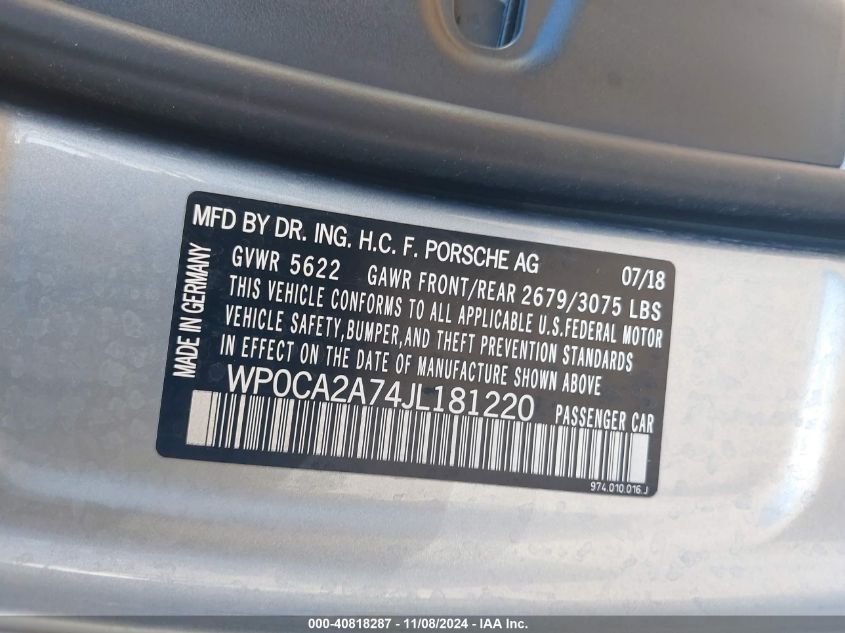 MFD BY DR. ING. H.C. F. PORSCHE AG 07/18
GVWR 5622 GAWR FRONT/REAR 2679/3075 LBS
THIS VEHICLE CONFORMS TO ALL APPLICABLE U.S.FEDERAL MOTOR
VEHICLE SAFETY,BUMPER,AND THEFT PREVENTION STANDARDS
IN EFFECT ON THE DATE OF MANUFACTURE SHOWN ABOVE
MADE IN GERMANY
WP0CA2A74JL181220 PASSENGER CAR
974.010.016.J
000-40818287 - 11/08/2024 - IAA Inc.